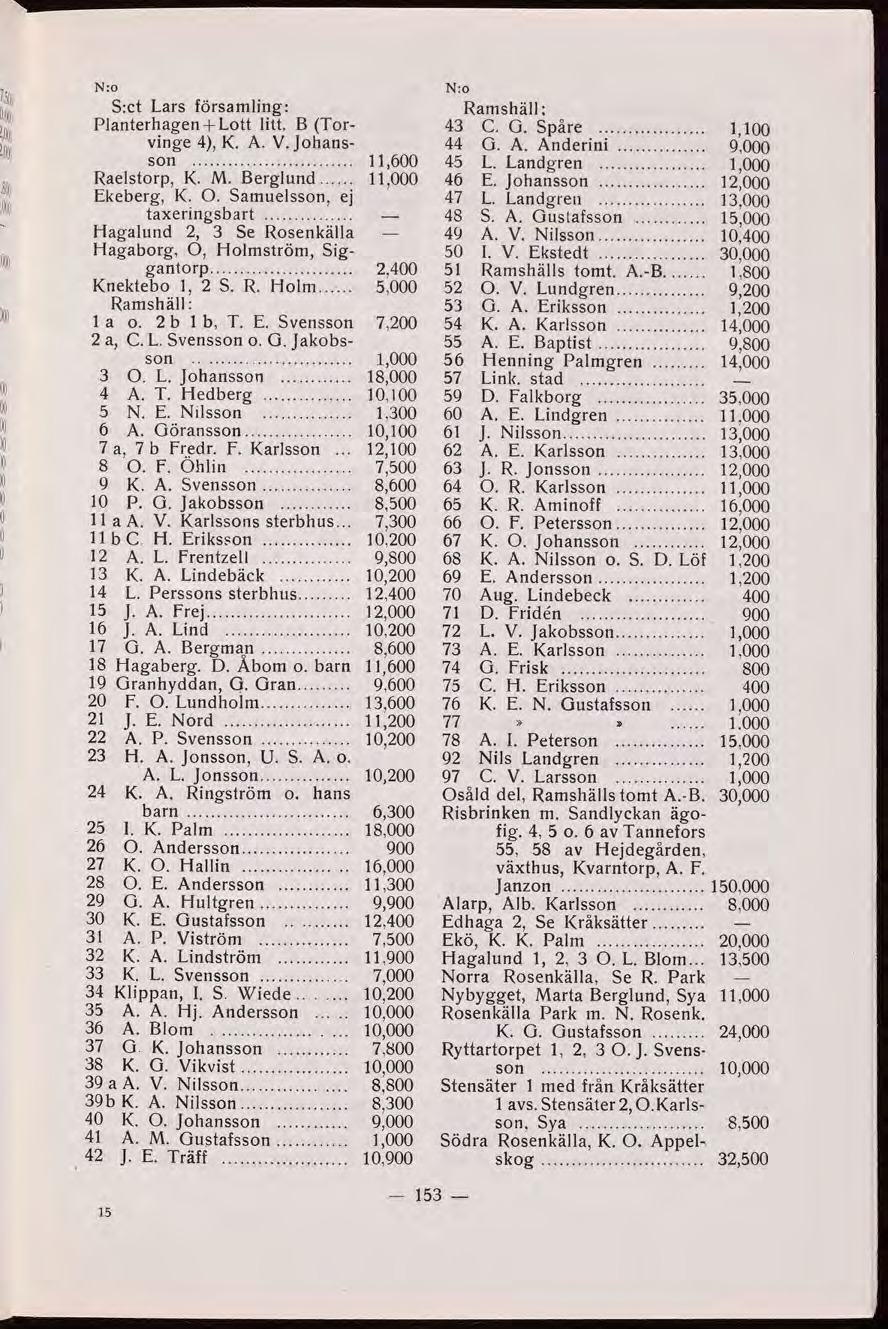 N:o
S:ct Lars församling:
Planterhagen + Lott litt. B (Tor-
vinge 4), K. A. V. Johans-
son ........................... 11,600
Raelstorp, K. M. Berglund...... 11,000
Ekeberg, K. O. Samuelsson, ej
taxeringsbart ............... —
Hagalund 2, 3 Se Rosenkälla —
Hagaborg, O, Holmström, Sig-
gantorp........................ 2,400
Knektebo 1, 2 S. R. Holm...... 5,000
Ramshäll:
1 a o. 2 b 1 b, T. E. Svensson 7,200
2 a, C. L. Svensson o. G. Jakobs-
son ........................... 1,000
3 O. L. Johansson ............ 18,000
4 A. T. Hedberg ............... 10,100
5 N. E. Nilsson ............... 1,300
6 A. Göransson.................. 10,100
7 a, 7 b Fredr. F. Karlsson ... 12,100
8 O. F. Öhlin .................. 7,500
9 K. A. Svensson............... 8,600
10 P. G. Jakobsson ............ 8,500
11 a A. V. Karlssons sterbhus... 7,300
11 b C. H. Eriksson ............... 10,200
12 A. L. Frentzell ............... 9,800
13 K. A. Lindebäck ............ 10,200
14 L. Perssons sterbhus......... 12,400
15 J. A. Frej........................ 12,000
16 J. A. Lind ..................... 10,200
17 G. A. Bergman ............... 8,600
18 Hagaberg. D. Åbom o. barn 11,600
19 Granhyddan, G. Gran......... 9,600
20 F. O. Lundholm............... 13,600
21 J. E. Nord ..................... 11,200
22 A. P. Svensson ............... 10,200
23 H. A. Jonsson, U. S. A. o.
A. L. Jonsson............... 10,200
24 K. A. Ringström o. hans
barn ........................... 6,300
25 I. K. Palm ..................... 18,000
26 O. Andersson.................. 900
27 K. O. Hallin .................. 16,000
28 O. E. Andersson ............ 11,300
29 G. A. Hultgren............... 9,900
30 K. E. Gustafsson ........... 12,400
31 A. P. Viström ............... 7,500
32 K. A. Lindström ............ 11,900
33 K. L. Svensson ............... 7,000
34 Klippan, I. S. Wiede......... 10,200
35 A. A. Hj. Andersson ...... 10,000
36 A. Blom ....................... 10,000
37 G. K. Johansson ............ 7,800
38 K. G. Vikvist.................. 10,000
39 a A. V. Nilsson.................. 8,800
39 b K. A. Nilsson.................. 8,300
40 K. O. Johansson ............ 9,000
41 A. M. Gustafsson ............ 1,000
42 J. E. Träff ..................... 10,900
N:o
Ramshäll:
43 C. G. Spåre .................. 1,100
44 G. A. Anderini ............... 9,000
45 L. Landgren .................. 1,000
46 E. Johansson .................. 12,000
47 L. Landgren .................. 13,000
48 S. A. Gustafsson ............ 15,000
49 A. V. Nilsson.................. 10,400
50 I. V. Ekstedt .................. 30,000
51 Ramshälls tomt. A.-B....... 1,800
52 O. V. Lundgren............... 9,200
53 G. A. Eriksson ............... 1,200
54 K. A. Karlsson ............... 14,000
55 A. E. Baptist.................. 9,800
56 Henning Palmgren ......... 14,000
57 Link. stad ..................... —
59 D. Falkborg .................. 35,000
60 A. E. Lindgren ............... 11,000
61 J. Nilsson........................ 13,000
62 A. E. Karlsson ............... 13,000
63 J. R. Jonsson .................. 12,000
64 O. R. Karlsson ............... 11,000
65 K. R. Aminoff ............... 16,000
66 O. F. Petersson............... 12,000
67 K. O. Johansson ............ 12,000
68 K. A. Nilsson o. S. D. Löf 1,200
69 E. Andersson.................. 1,200
70 Aug. Lindebeck ............. 400
71 D. Fridén ..................... 900
72 L. V. Jakobsson............... 1,000
73 A. E. Karlsson ............... 1,000
74 G. Frisk ........................ 800
75 C. H. Eriksson ............... 400
76 K. E. N. Gustafsson ...... 1,000
77 » » ...... 1,000
78 A. I. Peterson ............... 15,000
92 Nils Landgren ............... 1,200
97 C. V. Larsson ............... 1,000
Osåld del, Ramshälls tomt A.-B. 30,000
Risbrinken m. Sandlyckan ägo-
fig. 4, 5 o. 6 av Tannefors
55, 58 av Hejdegården,
växthus, Kvarntorp, A. F.
Janzon ........................ 150,000
Alarp, Alb. Karlsson ............ 8,000
Edhaga 2, Se Kråksätter......... —
Ekö, K. K. Palm .................. 20,000
Hagalund 1, 2, 3 O. L. Blom... 13,500
Norra Rosenkälla, Se R. Park —
Nybygget, Marta Berglund, Sya 11,000
Rosenkälla Park m. N. Rosenk.
K. G. Gustafsson ......... 24,000
Ryttartorpet 1, 2, 3 O. J. Svens-
son ........................... 10,000
Stensäter 1 med från Kråksätter
1 avs. Stensäter 2, O. Karls-
son, Sya ..................... 8,500
Södra Rosenkälla, K. O. Appel-
skog ........................... 32,500
— 153 —
15